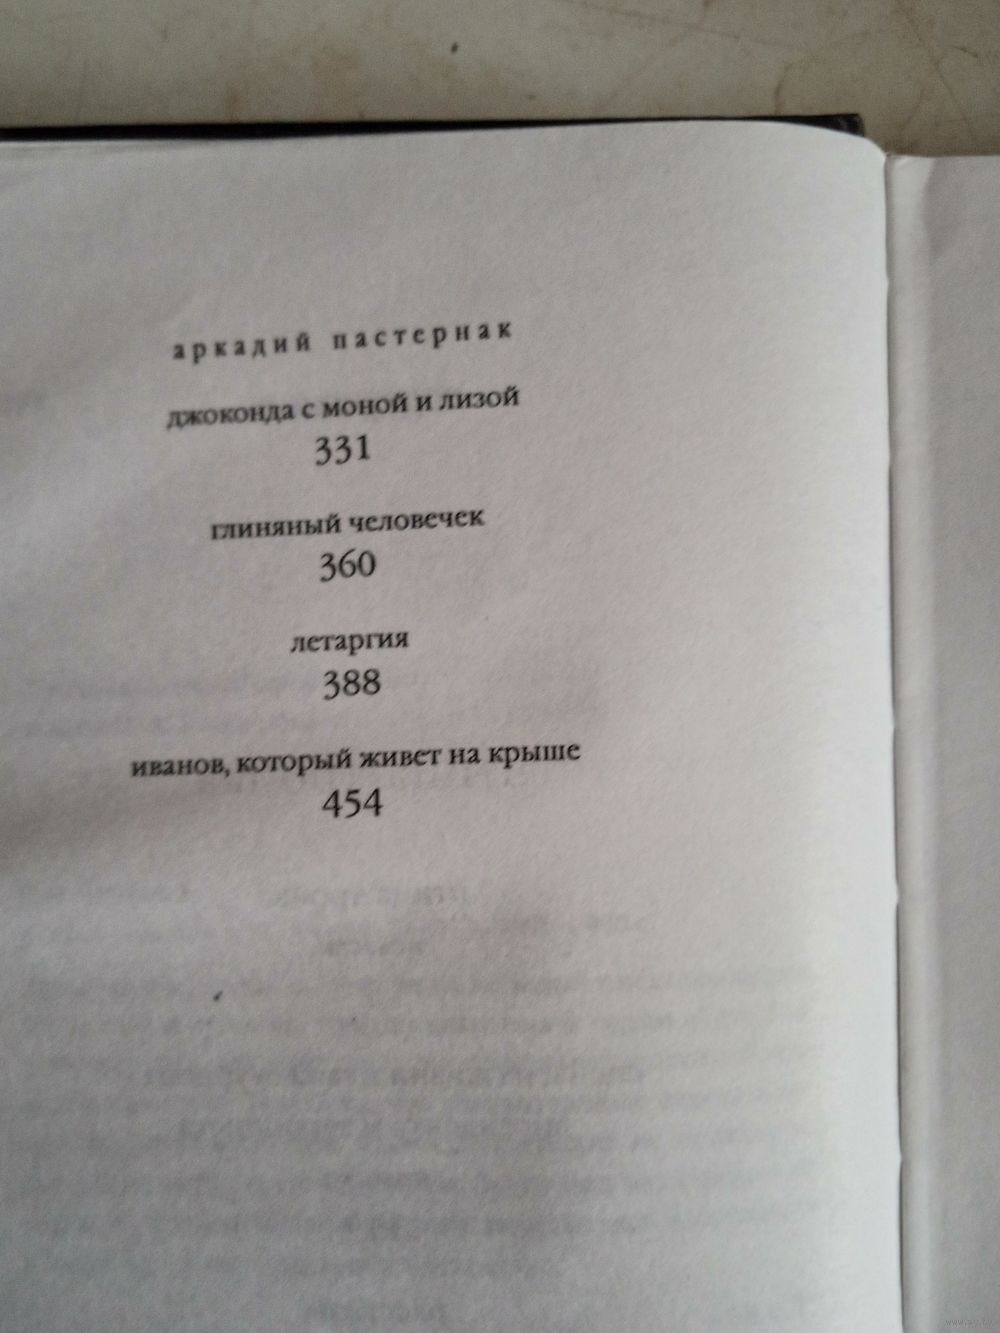 аркадий пастернак
джоконда с моной и лизой
331
глиняный человечек
360
летаргия
388
иванов, который живет на крыше
454